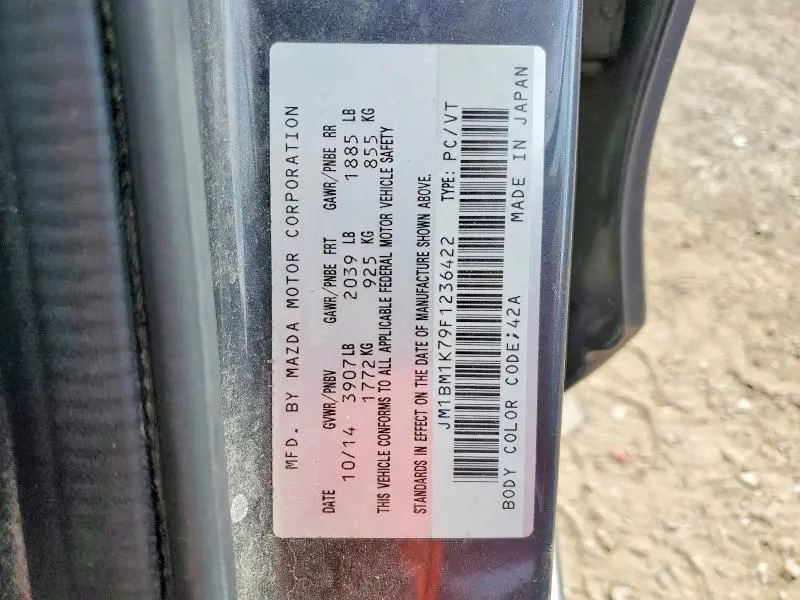 MFD. BY MAZDA MOTOR CORPORATION
DATE GVWR/PNBV GAWR/PNBE FRT GAWR/PNBE RR
10/14 3907LB 2039 LB 1885 LB
1772KG 925 KG 855 KG
THIS VEHICLE CONFORMS TO ALL APPLICABLE FEDERAL MOTOR VEHICLE SAFETY
STANDARDS IN EFFECT ON THE DATE OF MANUFACTURE SHOWN ABOVE.
JM1BM1K79F1236422 TYPE: PC/VT
BODY COLOR CODE;42A MADE IN JAPAN